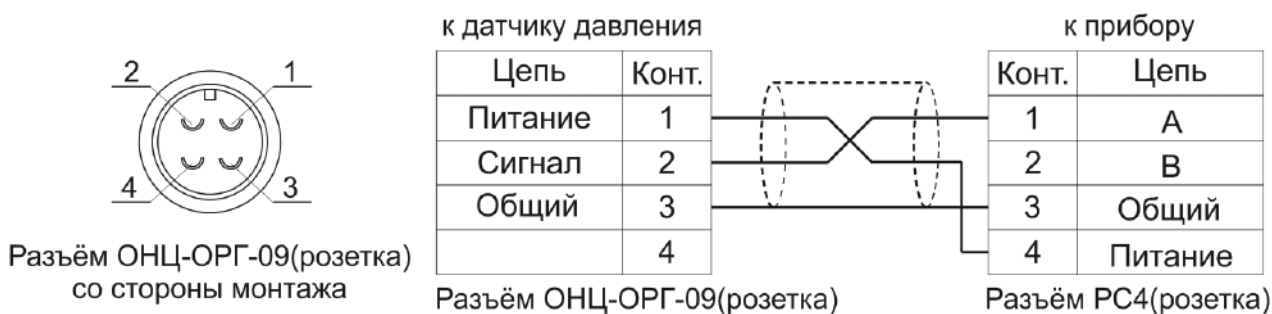 2
1
4
3
Разъём ОНЦ-ОРГ-09(розетка)
со стороны монтажа
к датчику давления
Цепь Конт.
Питание 1
Сигнал 2
Общий 3
4
Разъём ОНЦ-ОРГ-09(розетка)
к прибору
Конт. Цепь
1 А
2 В
3 Общий
4 Питание
Разъём РС4(розетка)